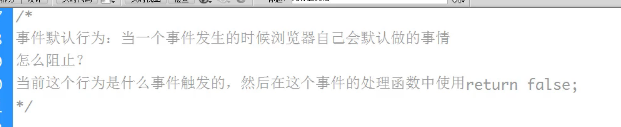 /*
事件默认行为：当一个事件发生的时候浏览器自己会默认做的事情
怎么阻止？
当前这个行为是什么事件触发的，然后在这个事件的处理函数中使用return false;
*/